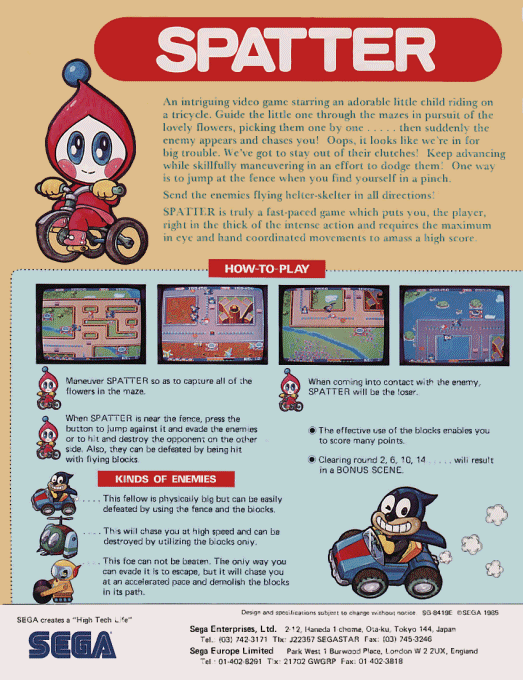 SPATTER
An intriguing video game starring an adorable little child riding on
a tricycle. Guide the little one through the mazes in pursuit of the
lovely flowers, picking them one by one . . . . . then suddenly the
enemy appears and chases you! Oops, it looks like we're in for
big trouble. We've got to stay out of their clutches! Keep advancing
while skillfully maneuvering in an effort to dodge them! One way
is to jump at the fence when you find yourself in a pinch.
Send the enemies flying helter-skelter in all directions!
SPATTER is truly a fast-paced game which puts you, the player,
right in the thick of the intense action and requires the maximum
in eye and hand coordinated movements to amass a high score.
HOW-TO-PLAY
Maneuver SPATTER so as to capture all of the
flowers in the maze.
When SPATTER is near the fence, press the
button to jump against it and evade the enemies
or to hit and destroy the opponent on the other
side. Also, they can be defeated by being hit
with flying blocks.
When coming into contact with the enemy,
SPATTER will be the loser.
The effective use of the blocks enables you
to score many points.
Clearing round 2, 6, 10, 14 . . . . . will result
in a BONUS SCENE.
KINDS OF ENEMIES
. . . . . This fellow is physically big but can be easily
defeated by using the fence and the blocks.
. . . . . This will chase you at high speed and can be
destroyed by utilizing the blocks only.
. . . . . This foe can not be beaten. The only way you
can evade it is to escape, but it will chase you
at an accelerated pace and demolish the blocks
in its path.
Design and specifications subject to change without notice. SG-8419E ©SEGA 1985
SEGA creates a "High Tech Life"
SEGA
Sega Enterprises, Ltd. 2-12, Haneda 1 chome, Ota-ku, Tokyo 144, Japan
Tel.: (03) 742-3171 Tlx: J22357 SEGASTAR Fax: (03) 745-3246
Sega Europe Limited Park West 1 Burwood Place, London W 2 2UX, England
Tel : 01-402-8291 Tlx: 21702 GWGRP Fax: 01 402-3818